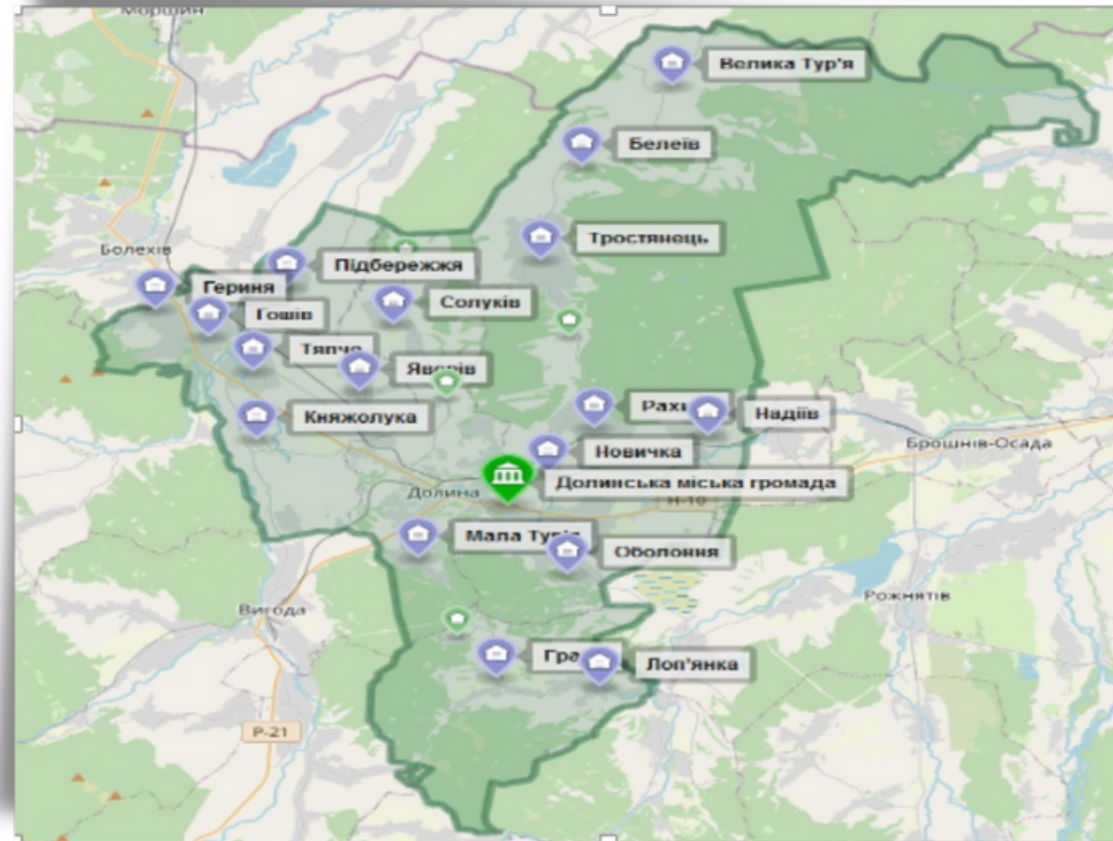 Моршин
Велика Тур'я
Белеїв
Тростянець
Болехів
Підбережжя
Гериня
Солуків
Гошів
Тяпче
Яворів
Княжолука
Надіїв
Брошнів-Осада
Новичка
Долинська міська громада
Долина
Н-10
Мала Тур'я
Оболоння
Вигода
Рожнятів
Лоп'янка
Р-21